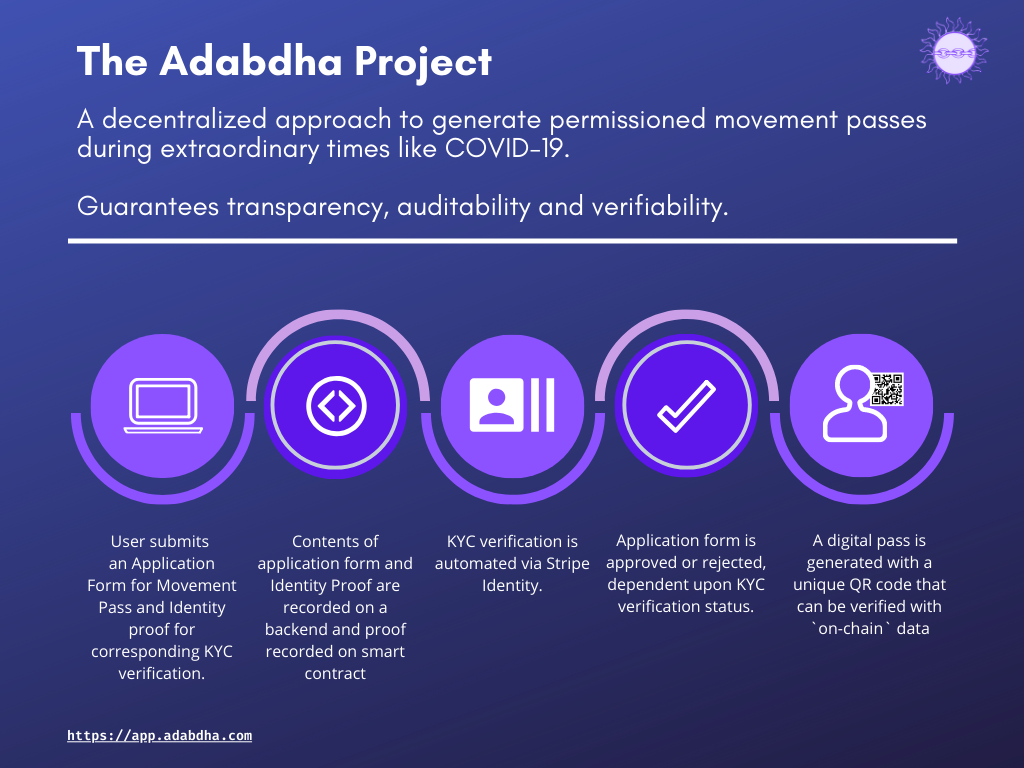 The Adabdha Project
A decentralized approach to generate permissioned movement passes
during extraordinary times like COVID-19.
Guarantees transparency, auditability and verifiability.
User submits
an Application
Form for Movement
Pass and Identity
proof for
corresponding KYC
verification.
Contents of
application form and
Identity Proof are
recorded on a
backend and proof
recorded on smart
contract
KYC verification is
automated via Stripe
Identity.
Application form is
approved or rejected,
dependent upon KYC
verification status.
A digital pass is
generated with a
unique QR code that
can be verified with
`on-chain` data
https://app.adabdha.com